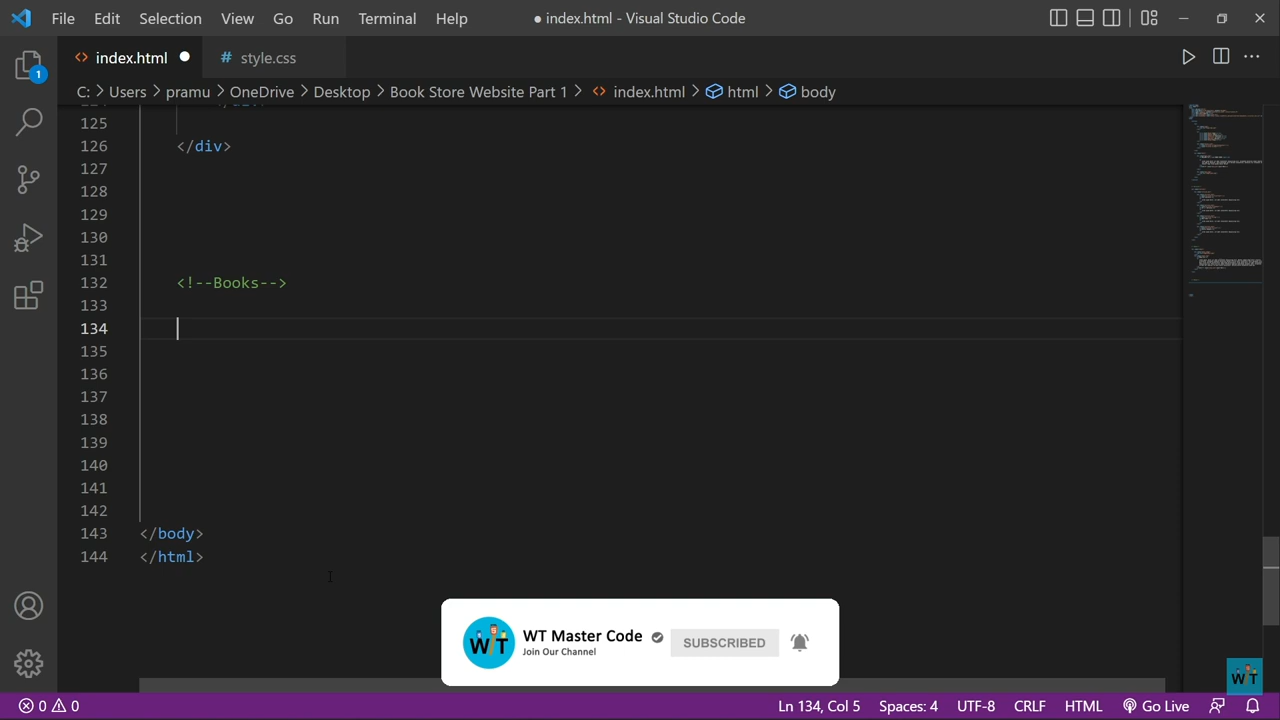 File Edit Selection View Go Run Terminal Help ● index.html - Visual Studio Code
index.html ● # style.css
C: > Users > pramu > OneDrive > Desktop > Book Store Website Part 1 > index.html > html > body
1
125
126 </div>
127
128
129
130
131
132 <!--Books-->
133
134
135
136
137
138
139
140
141
142
143 </body>
144 </html>
WT WT Master Code SUBSCRIBED
Join Our Channel
WT
0 0 Ln 134, Col 5 Spaces: 4 UTF-8 CRLF HTML Go Live